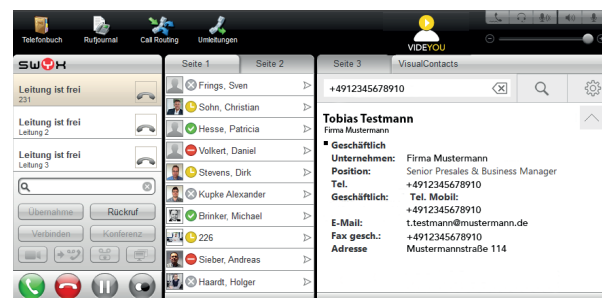 Telefonbuch Rufjournal Call Routing Umleitungen VIDEYOU
SWYX Seite 1 Seite 2 Seite 3 VisualContacts
Leitung ist frei
231
Leitung ist frei
Leitung 2
Leitung ist frei
Leitung 3
Übernahme Rückruf
Verbinden Konferenz
Frings, Sven
Sohn, Christian
Hesse, Patricia
Volkert, Daniel
Stevens, Dirk
Kupke Alexander
Brinker, Michael
226
Sieber, Andreas
Haardt, Holger
+4912345678910
Tobias Testmann
Firma Mustermann
Geschäftlich
Unternehmen: Firma Mustermann
Position: Senior Presales & Business Manager
Tel. +4912345678910
Geschäftlich: Tel. Mobil:
+4912345678910
E-Mail: t.testmann@mustermann.de
Fax gesch.: +4912345678910
Adresse Mustermannstraße 114